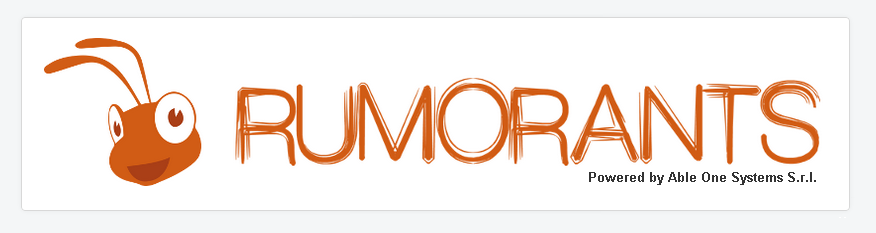 RUMORANTS
Powered by Able One Systems S.r.l.